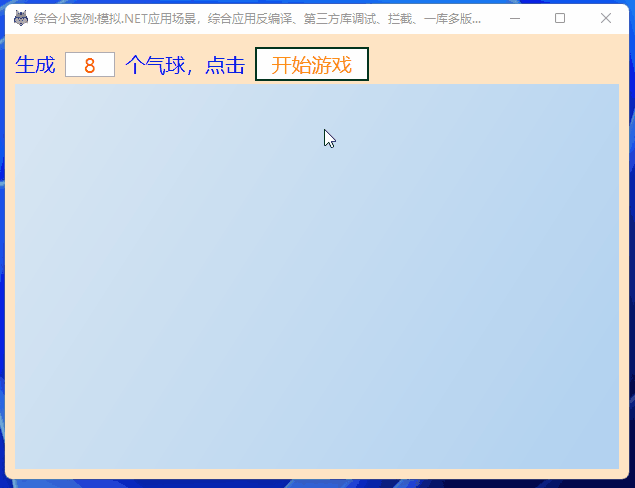 综合小案例:模拟.NET应用场景，综合应用反编译、第三方库调试、拦截、一库多版...
生成 8 个气球，点击 开始游戏